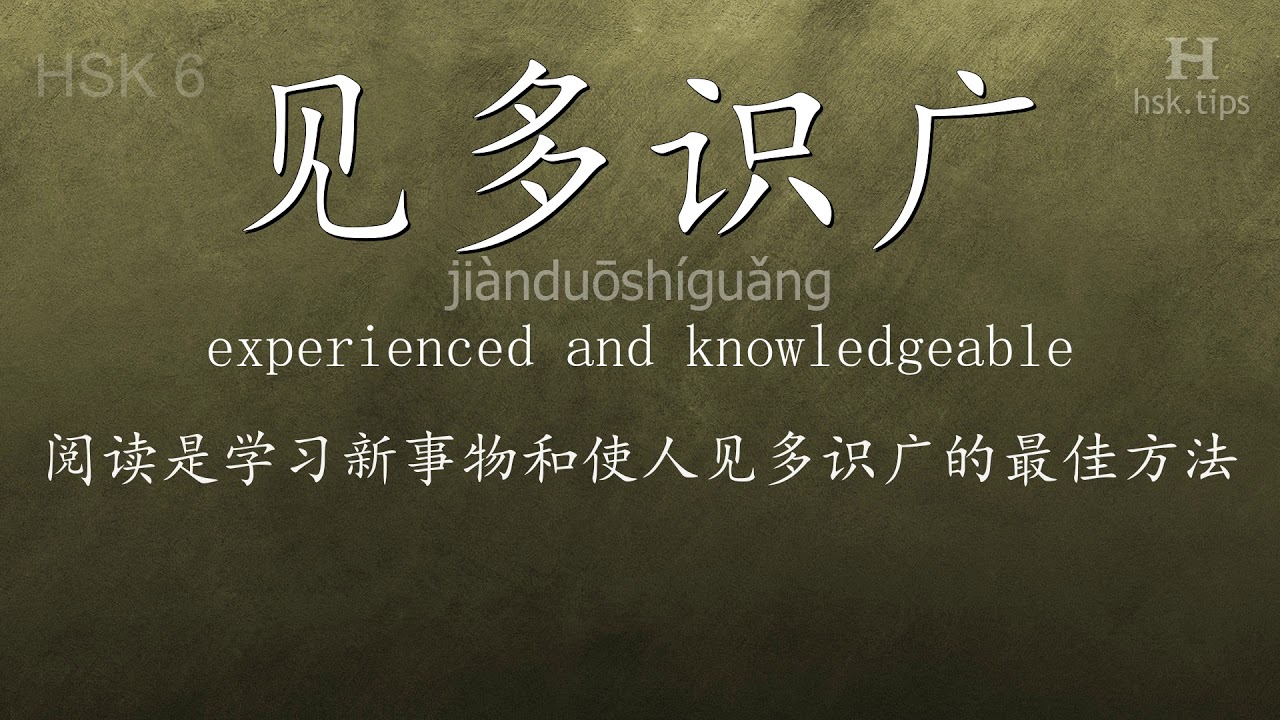 HSK 6
H
hsk.tips
见多识广
jiànduōshíguǎng
experienced and knowledgeable
阅读是学习新事物和使人见多识广的最佳方法